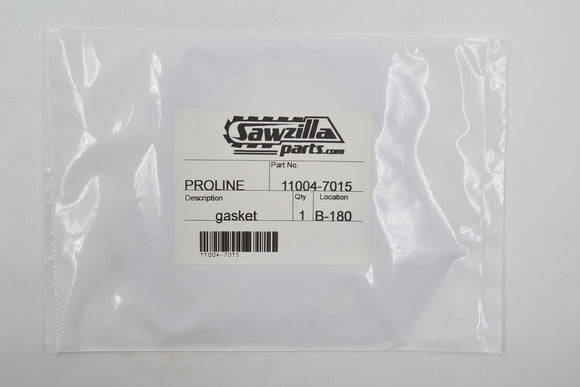 Sawzilla
parts.com
Part No.
PROLINE 11004-7015
Description Qty Location
gasket 1 B-180
11004-7015